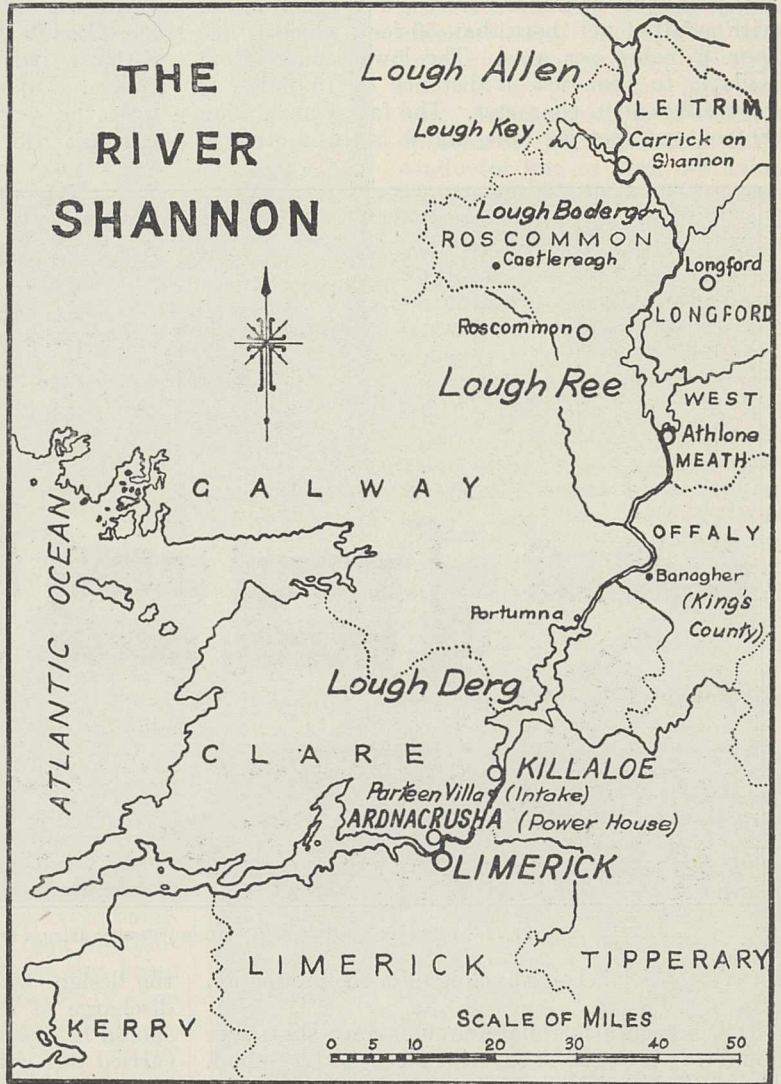 THE
RIVER
SHANNON
Lough Allen
LEITRIM
Lough Key
Carrick on
Shannon
Lough Boderg
ROSCOMMON
Castlereagh
Longford
LONGFORD
Roscommon
Lough Ree
WEST
Athlone
MEATH
GALWAY
ATLANTIC OCEAN
OFFALY
Banagher
(King's
County)
Portumna
Lough Derg
CLARE
KILLALOE
Parteen Villa (Intake)
ARDNACRUSHA (Power House)
LIMERICK
LIMERICK
TIPPERARY
KERRY
SCALE OF MILES
0 5 10 20 30 40 50